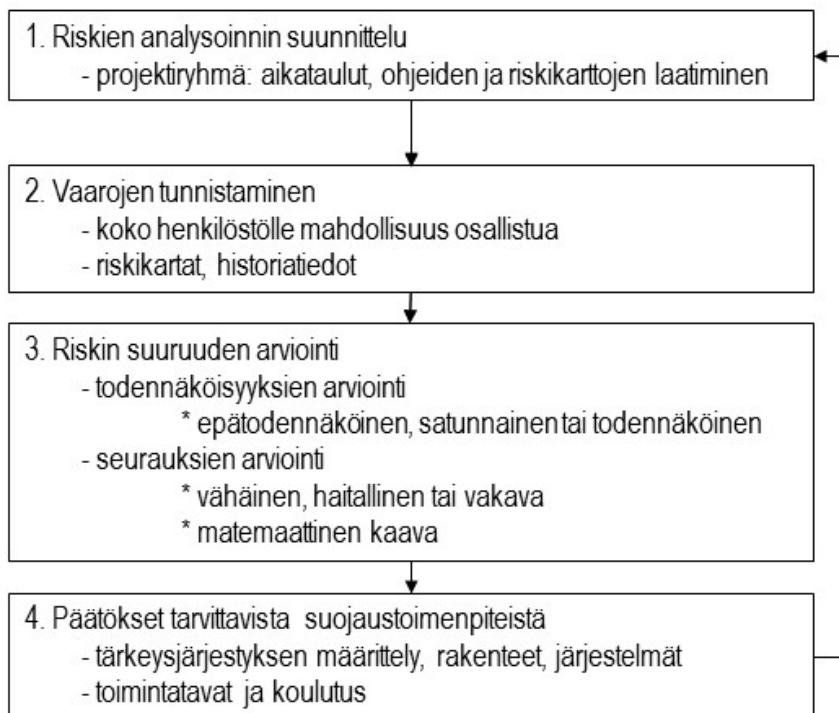 1. Riskien analysoinnin suunnittelu
- projektiryhmä: aikataulut, ohjeiden ja riskikarttojen laatiminen
2. Vaarojen tunnistaminen
- koko henkilöstölle mahdollisuus osallistua
- riskikartat, historiatiedot
3. Riskin suuruuden arviointi
- todennäköisyyksien arviointi
* epätodennäköinen, satunnainen tai todennäköinen
- seurauksien arviointi
* vähäinen, haitallinen tai vakava
* matemaattinen kaava
4. Päätökset tarvittavista suojaustoimenpiteistä
- tärkeysjärjestyksen määrittely, rakenteet, järjestelmät
- toimintatavat ja koulutus